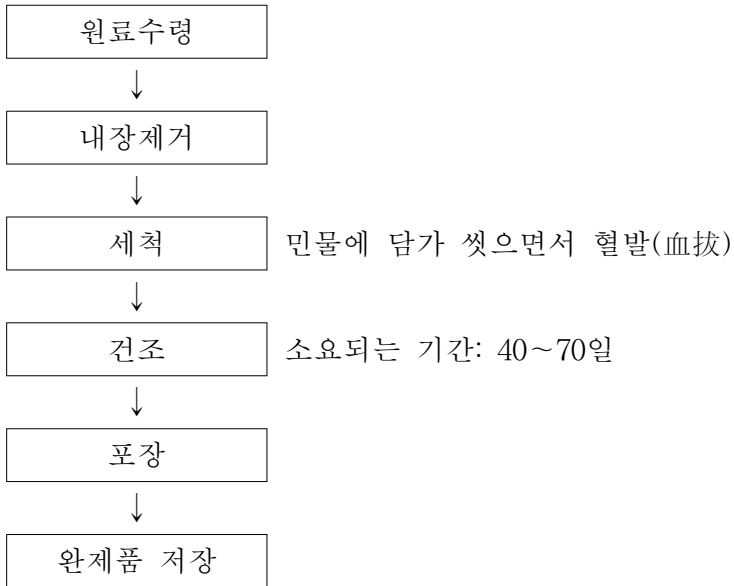 원료수령
↓
내장제거
↓
세척 민물에 담가 씻으면서 혈발(血拔)
↓
건조 소요되는 기간: 40~70일
↓
포장
↓
완제품 저장